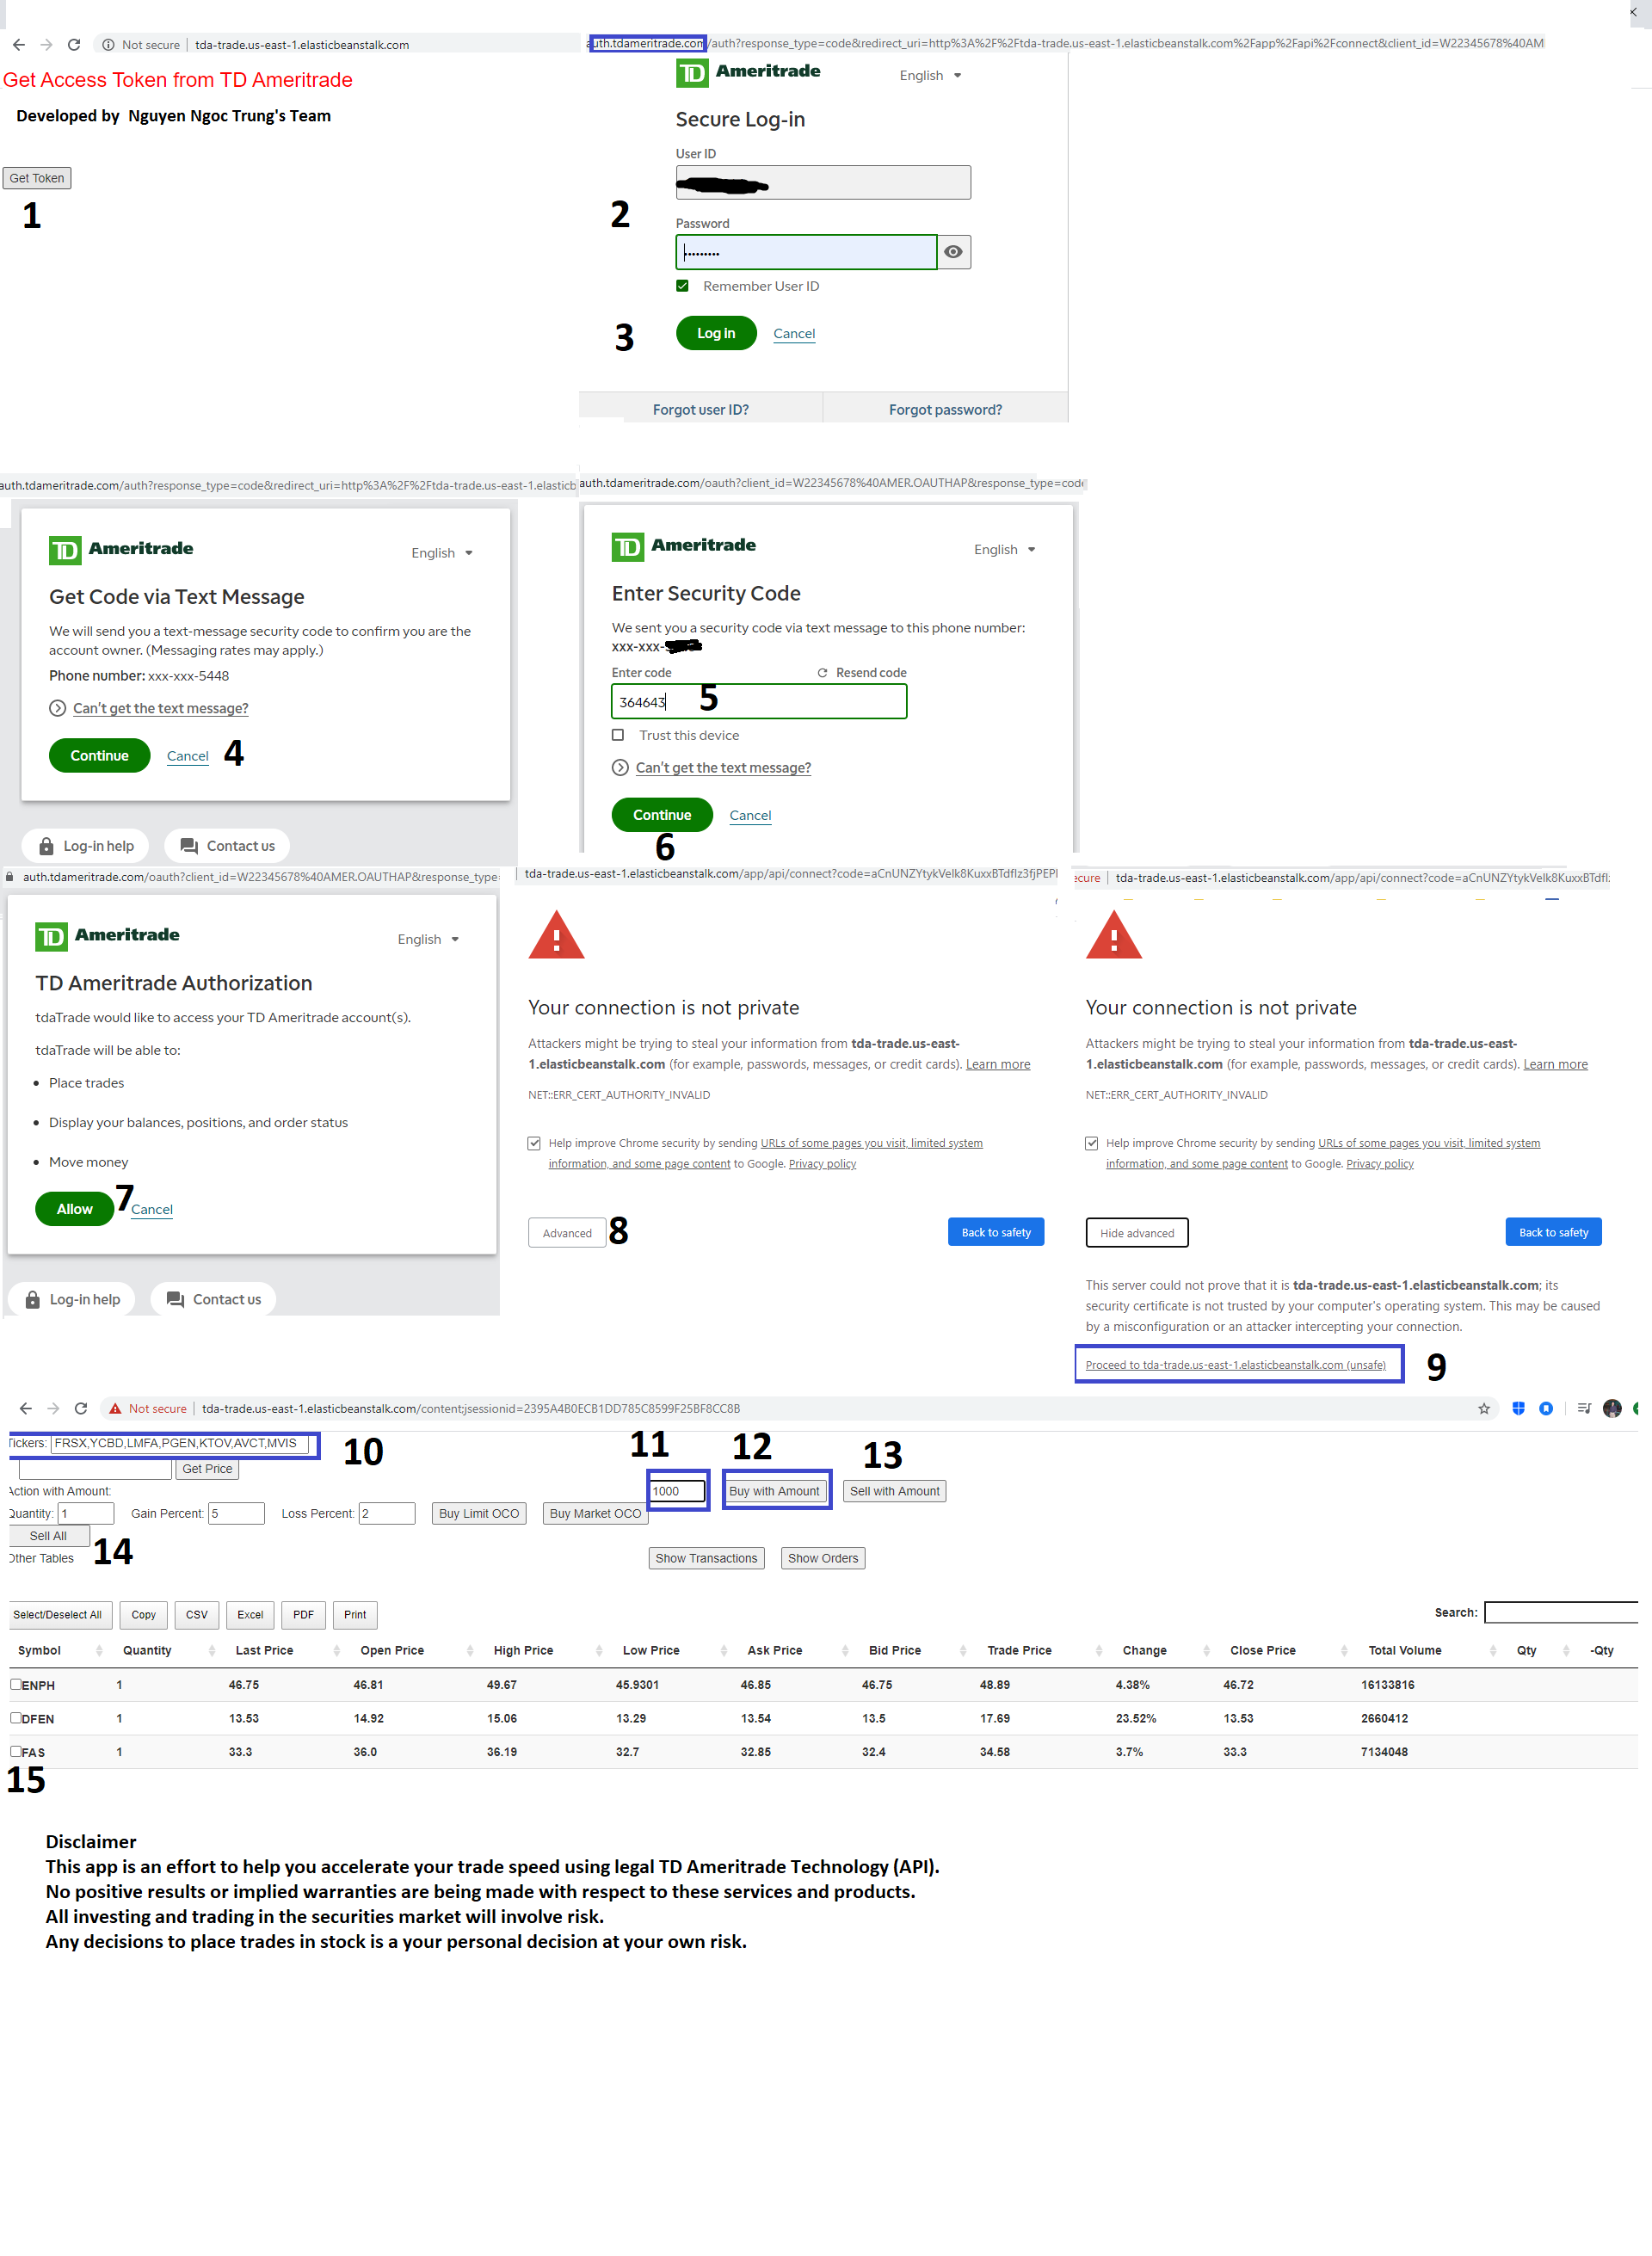 Not secure | tda-trade.us-east-1.elasticbeanstalk.com
Get Access Token from TD Ameritrade
Developed by Nguyen Ngoc Trung's Team
Get Token
1
auth.tdameritrade.com/auth?response_type=code&redirect_uri=http%3A%2F%2Ftda-trade.us-east-1.elasticbeanstalk.com%2Fapp%2Fapi%2Fconnect&client_id=W22345678%40AM
TD Ameritrade
English
Secure Log-in
User ID
2
Password
Remember User ID
3
Log in
Cancel
Forgot user ID?
Forgot password?
auth.tdameritrade.com/auth?response_type=code&redirect_uri=http%3A%2F%2Ftda-trade.us-east-1.elasticb
TD Ameritrade
English
Get Code via Text Message
We will send you a text-message security code to confirm you are the
account owner. (Messaging rates may apply.)
Phone number: xxx-xxx-5448
Can't get the text message?
Continue
Cancel
4
Log-in help
Contact us
auth.tdameritrade.com/oauth?client_id=W22345678%40AMER.OAUTHAP&response_type=code
TD Ameritrade
English
Enter Security Code
We sent you a security code via text message to this phone number:
xxx-xxx-
Enter code
Resend code
364643
5
Trust this device
Can't get the text message?
Continue
Cancel
6
auth.tdameritrade.com/oauth?client_id=W22345678%40AMER.OAUTHAP&response_type=
TD Ameritrade
English
TD Ameritrade Authorization
tdaTrade would like to access your TD Ameritrade account(s).
tdaTrade will be able to:
• Place trades
• Display your balances, positions, and order status
• Move money
Allow
7
Cancel
Log-in help
Contact us
tda-trade.us-east-1.elasticbeanstalk.com/app/api/connect?code=aCnUNZYtykVelk8KuxxBTdflz3fjPEPI
Your connection is not private
Attackers might be trying to steal your information from tda-trade.us-east-
1.elasticbeanstalk.com (for example, passwords, messages, or credit cards). Learn more
NET::ERR_CERT_AUTHORITY_INVALID
Help improve Chrome security by sending URLs of some pages you visit, limited system
information, and some page content to Google. Privacy policy
Advanced
8
Back to safety
ecure | tda-trade.us-east-1.elasticbeanstalk.com/app/api/connect?code=aCnUNZYtykVelk8KuxxBTdflz
Your connection is not private
Attackers might be trying to steal your information from tda-trade.us-east-
1.elasticbeanstalk.com (for example, passwords, messages, or credit cards). Learn more
NET::ERR_CERT_AUTHORITY_INVALID
Help improve Chrome security by sending URLs of some pages you visit, limited system
information, and some page content to Google. Privacy policy
Hide advanced
Back to safety
This server could not prove that it is tda-trade.us-east-1.elasticbeanstalk.com; its
security certificate is not trusted by your computer's operating system. This may be caused
by a misconfiguration or an attacker intercepting your connection.
Proceed to tda-trade.us-east-1.elasticbeanstalk.com (unsafe)
9
Not secure | tda-trade.us-east-1.elasticbeanstalk.com/content;jsessionid=2395A4B0ECB1DD785C8599F25BF8CC8B
Tickers: FRSX,YCBD,LMFA,PGEN,KTOV,AVCT,MVIS
10
11
12
13
Get Price
Action with Amount:
1000
Buy with Amount
Sell with Amount
Quantity: 1 Gain Percent: 5 Loss Percent: 2 Buy Limit OCO Buy Market OCO
Sell All
14
Other Tables
Show Transactions
Show Orders
Select/Deselect All Copy CSV Excel PDF Print
Search:
Symbol Quantity Last Price Open Price High Price Low Price Ask Price Bid Price Trade Price Change Close Price Total Volume Qty -Qty
ENPH 1 46.75 46.81 49.67 45.9301 46.85 46.75 48.89 4.38% 46.72 16133816
DFEN 1 13.53 14.92 15.06 13.29 13.54 13.5 17.69 23.52% 13.53 2660412
FAS 1 33.3 36.0 36.19 32.7 32.85 32.4 34.58 3.7% 33.3 7134048
15
Disclaimer
This app is an effort to help you accelerate your trade speed using legal TD Ameritrade Technology (API).
No positive results or implied warranties are being made with respect to these services and products.
All investing and trading in the securities market will involve risk.
Any decisions to place trades in stock is a your personal decision at your own risk.